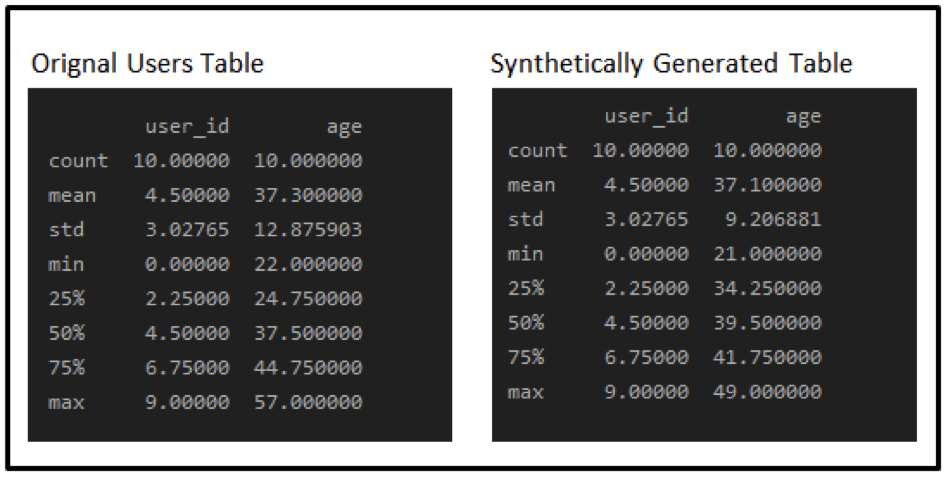 Orignal Users Table
user_id age
count 10.00000 10.000000
mean 4.50000 37.300000
std 3.02765 12.875903
min 0.00000 22.000000
25% 2.25000 24.750000
50% 4.50000 37.500000
75% 6.75000 44.750000
max 9.00000 57.000000
Synthetically Generated Table
user_id age
count 10.00000 10.000000
mean 4.50000 37.100000
std 3.02765 9.206881
min 0.00000 21.000000
25% 2.25000 34.250000
50% 4.50000 39.500000
75% 6.75000 41.750000
max 9.00000 49.000000